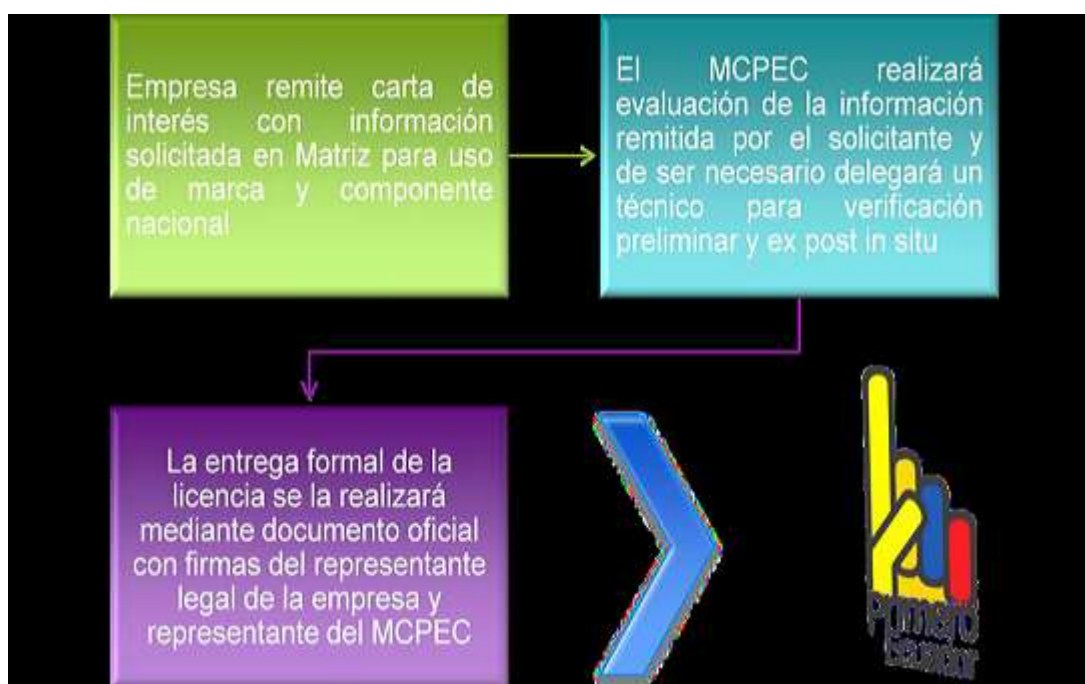 Empresa remite carta de
interés con información
solicitada en Matriz para uso
de marca y componente
nacional
El MCPEC realizará
evaluación de la información
remitida por el solicitante y
de ser necesario delegará un
técnico para verificación
preliminar y ex post in situ
La entrega formal de la
licencia se la realizará
mediante documento oficial
con firmas del representante
legal de la empresa y
representante del MCPEC
Primero
Ecuador